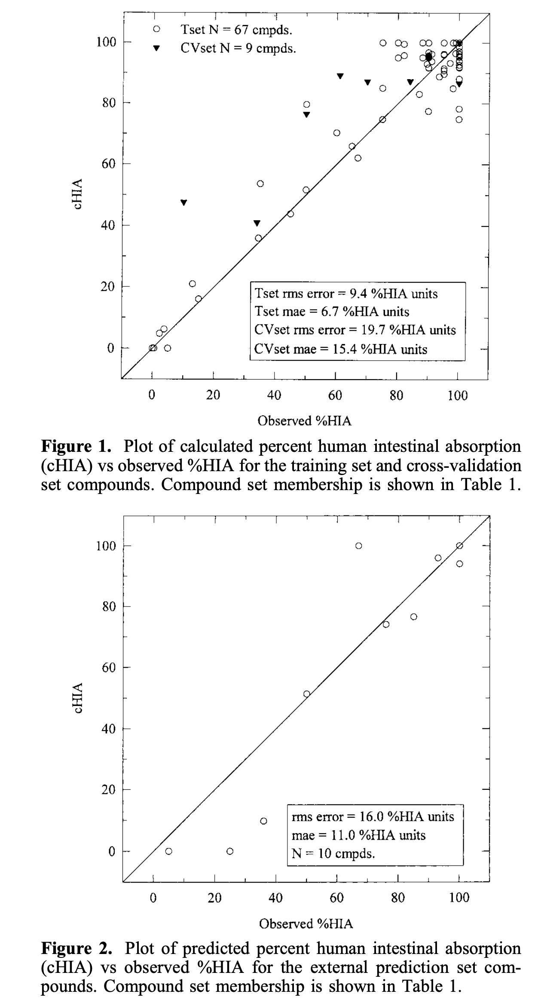 Tset N = 67 cmpds.
CVset N = 9 cmpds.
100
80
60
40
20
0
cHIA
Tset rms error = 9.4 %HIA units
Tset mae = 6.7 %HIA units
CVset rms error = 19.7 %HIA units
CVset mae = 15.4 %HIA units
0 20 40 60 80 100
Observed %HIA
Figure 1. Plot of calculated percent human intestinal absorption
(cHIA) vs observed %HIA for the training set and cross-validation
set compounds. Compound set membership is shown in Table 1.
100
80
60
40
20
0
cHIA
rms error = 16.0 %HIA units
mae = 11.0 %HIA units
N = 10 cmpds.
0 20 40 60 80 100
Observed %HIA
Figure 2. Plot of predicted percent human intestinal absorption
(cHIA) vs observed %HIA for the external prediction set com-
pounds. Compound set membership is shown in Table 1.